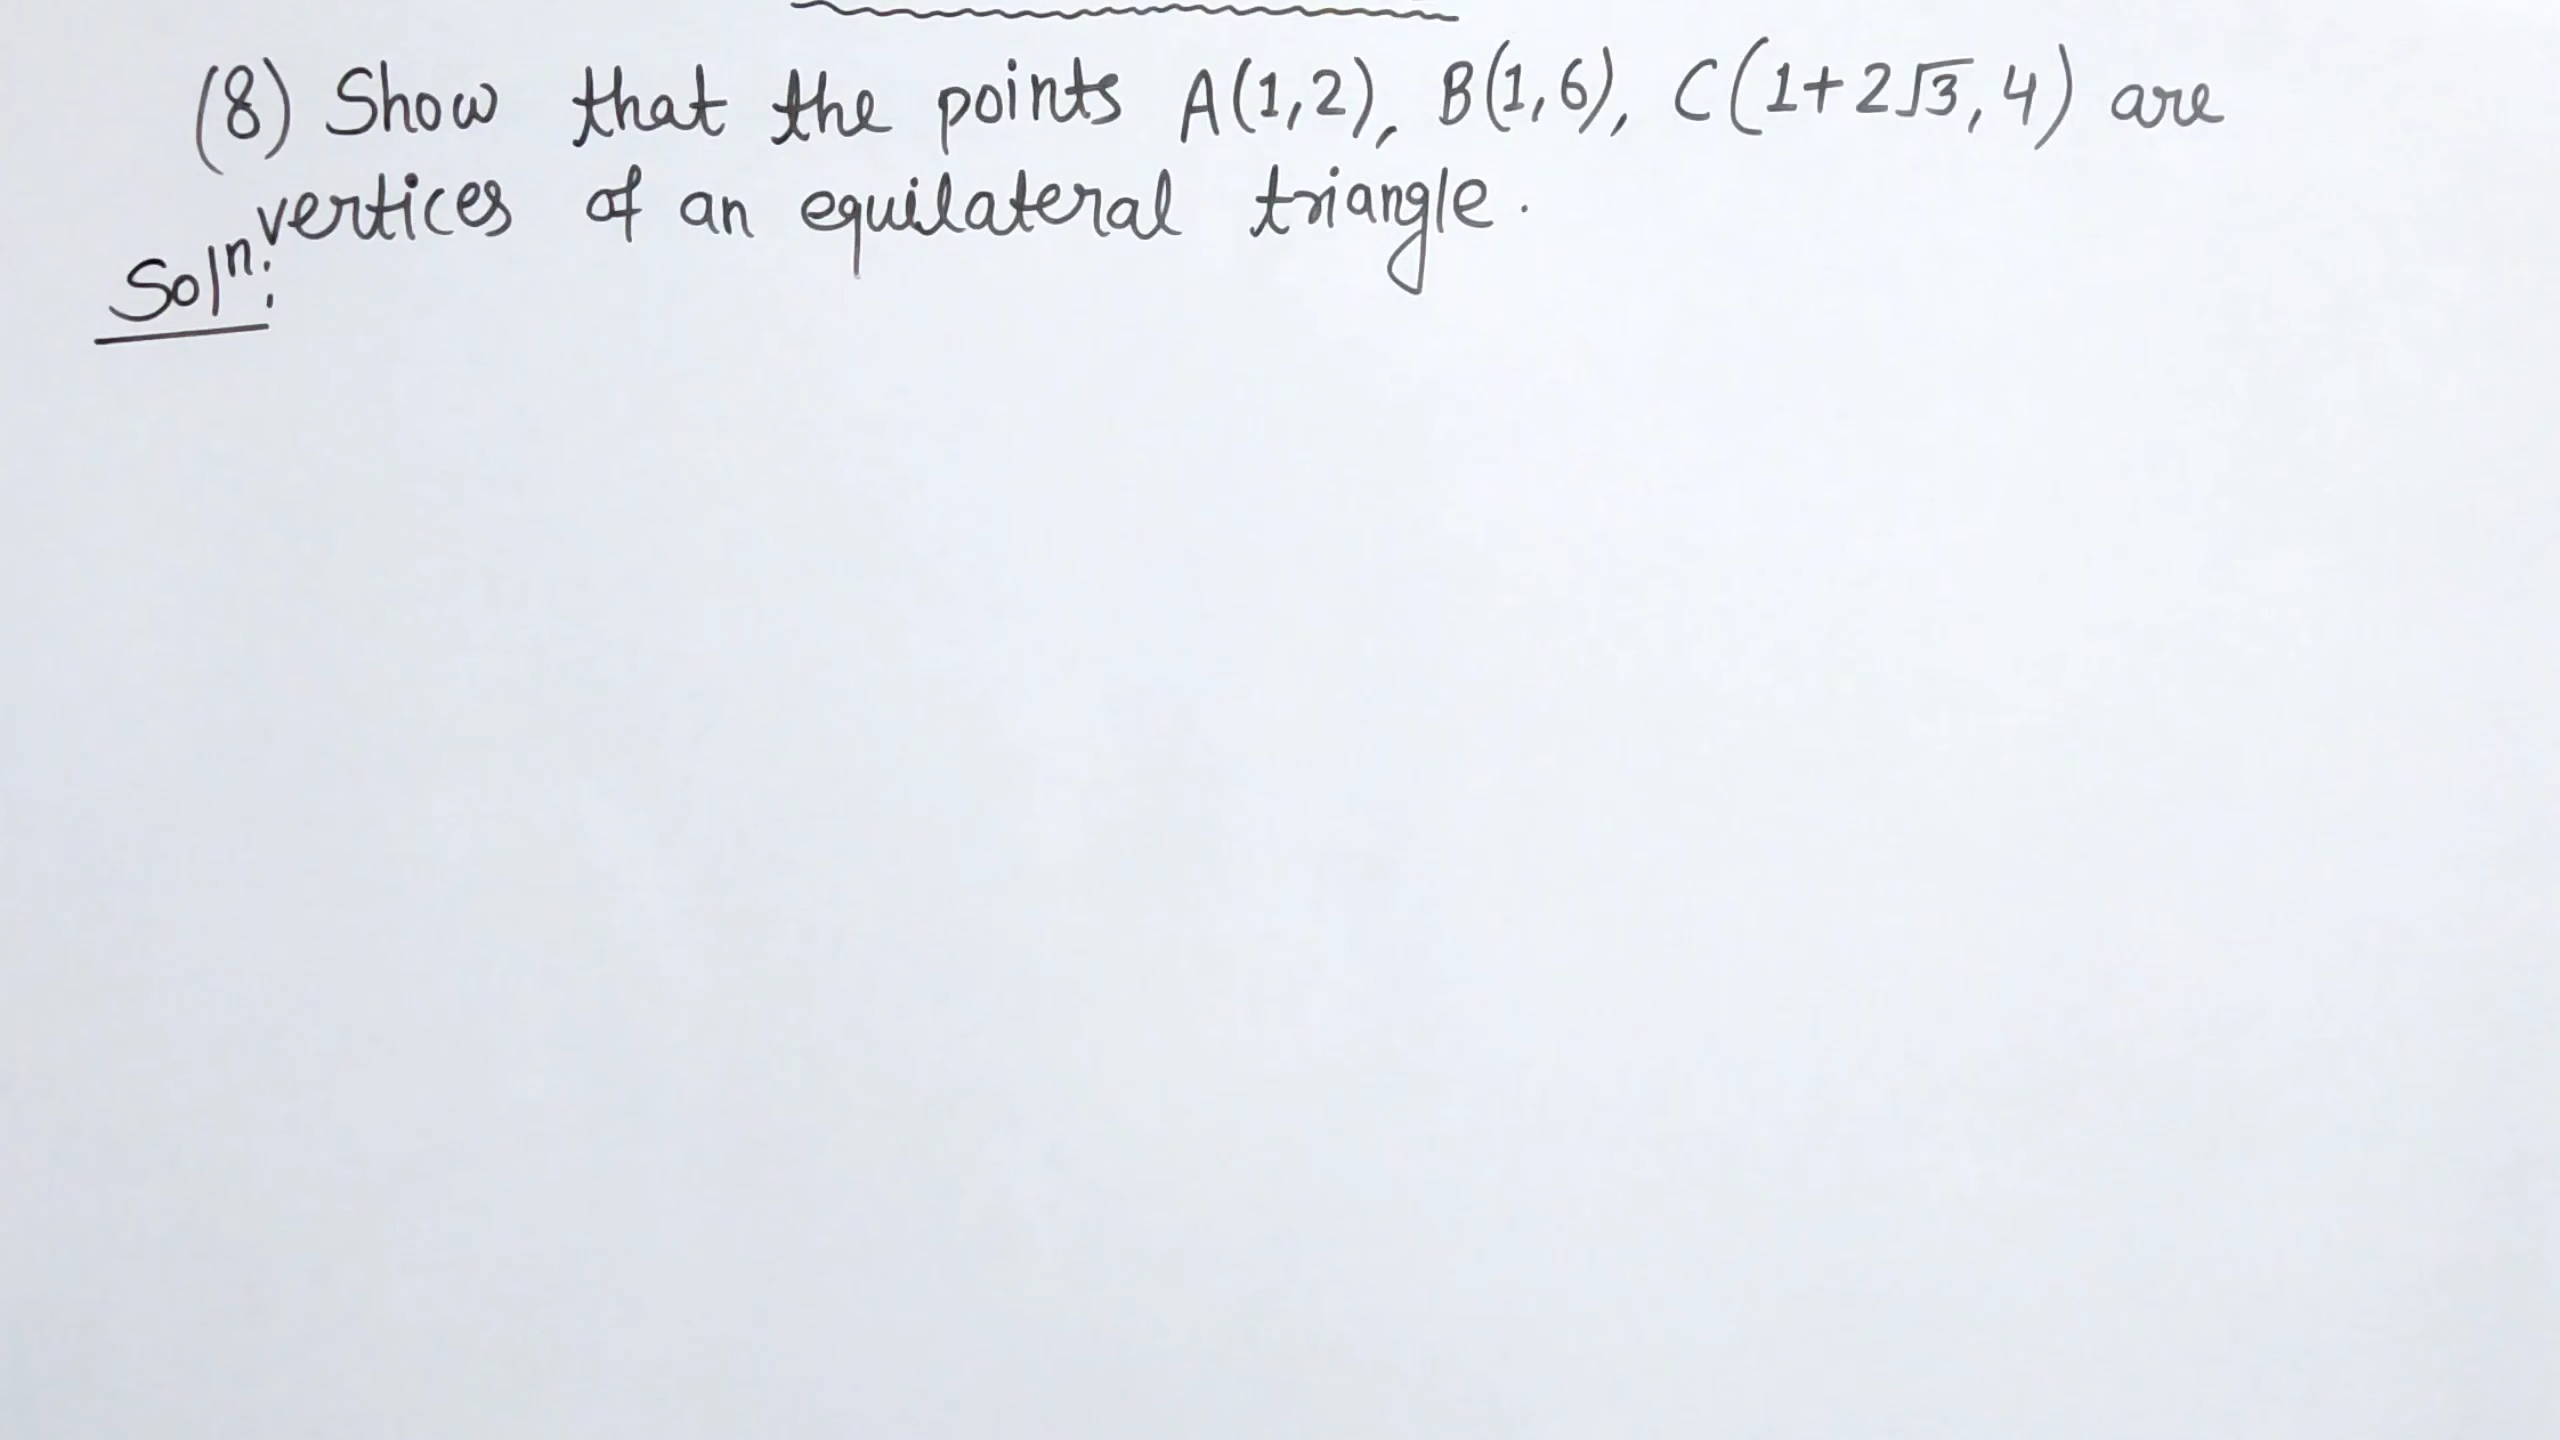 (8) Show that the points A(1,2), B(1,6), C(1+2√3,4) are
vertices of an equilateral triangle.
Solⁿ: